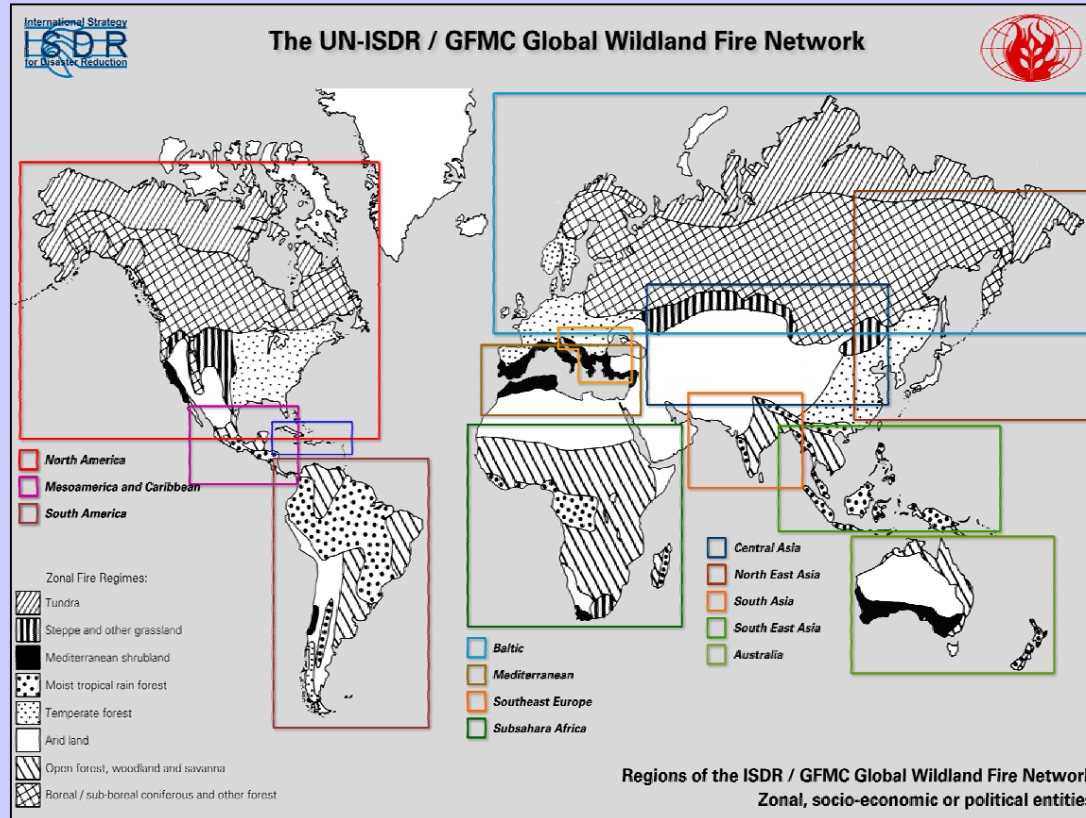 International Strategy
ISDR
for Disaster Reduction
The UN-ISDR / GFMC Global Wildland Fire Network
North America
Mesoamerica and Caribbean
South America
Zonal Fire Regimes:
Tundra
Steppe and other grassland
Mediterranean shrubland
Moist tropical rain forest
Temperate forest
Arid land
Open forest, woodland and savanna
Boreal / sub-boreal coniferous and other forest
Baltic
Mediterranean
Southeast Europe
Subsahara Africa
Central Asia
North East Asia
South Asia
South East Asia
Australia
Regions of the ISDR / GFMC Global Wildland Fire Network
Zonal, socio-economic or political entities